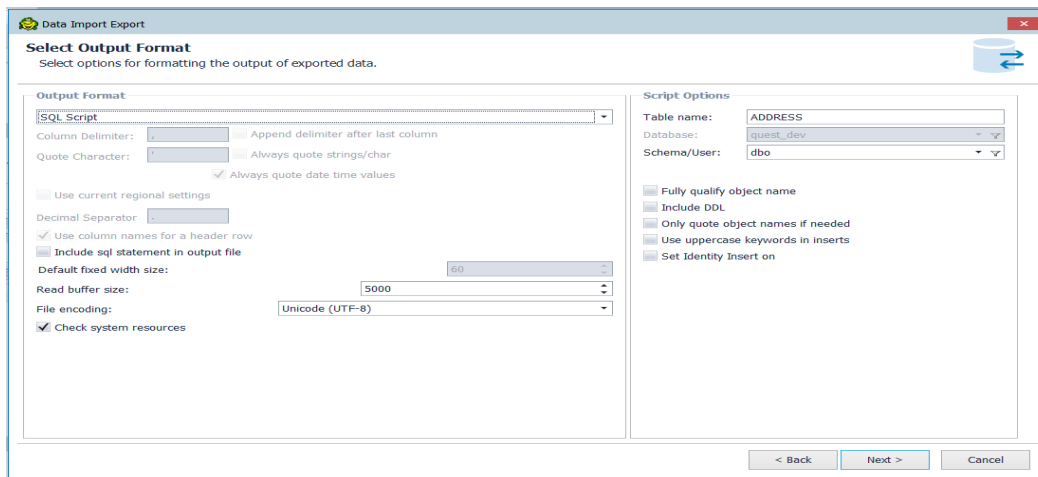 Data Import Export
Select Output Format
Select options for formatting the output of exported data.
Output Format
SQL Script
Column Delimiter: , Append delimiter after last column
Quote Character: ' Always quote strings/char
Always quote date time values
Use current regional settings
Decimal Separator .
Use column names for a header row
Include sql statement in output file
Default fixed width size: 60
Read buffer size: 5000
File encoding: Unicode (UTF-8)
Check system resources
Script Options
Table name: ADDRESS
Database: quest_dev
Schema/User: dbo
Fully qualify object name
Include DDL
Only quote object names if needed
Use uppercase keywords in inserts
Set Identity Insert on
< Back Next > Cancel